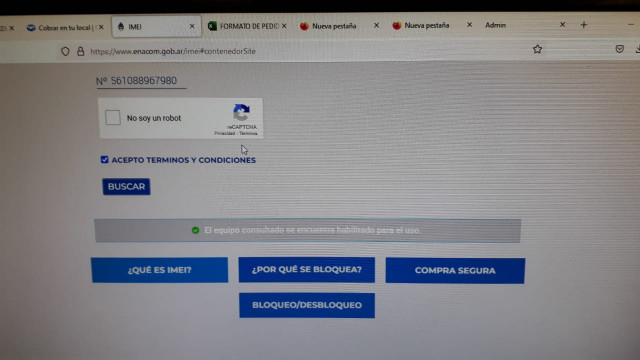 Cobrar en tu local |
IMEI
FORMATO DE PEDID
Nueva pestaña
Nueva pestaña
Admin
https://www.enacom.gob.ar/imei#contenedorSite
Nº 561088967980
No soy un robot
reCAPTCHA
Privacidad - Términos
ACEPTO TERMINOS Y CONDICIONES
BUSCAR
El equipo consultado se encuentra habilitado para el uso.
¿QUÉ ES IMEI?
¿POR QUÉ SE BLOQUEA?
COMPRA SEGURA
BLOQUEO/DESBLOQUEO